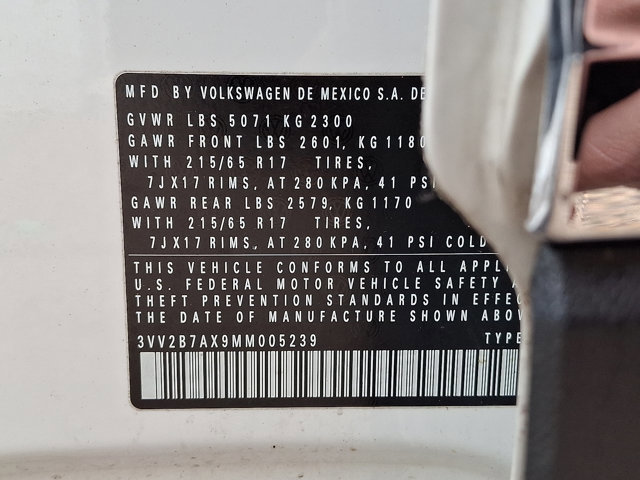 MFD BY VOLKSWAGEN DE MEXICO S.A. DE
GVWR LBS 5071 KG 2300
GAWR FRONT LBS 2601, KG 1180
WITH 215/65 R17 TIRES,
7JX17 RIMS, AT 280 KPA, 41 PSI
GAWR REAR LBS 2579, KG 1170
WITH 215/65 R17 TIRES,
7JX17 RIMS, AT 280 KPA, 41 PSI COLD
THIS VEHICLE CONFORMS TO ALL APPLI
U.S. FEDERAL MOTOR VEHICLE SAFETY A
THEFT PREVENTION STANDARDS IN EFFEC
THE DATE OF MANUFACTURE SHOWN ABOV
3VV2B7AX9MM005239 TYPE